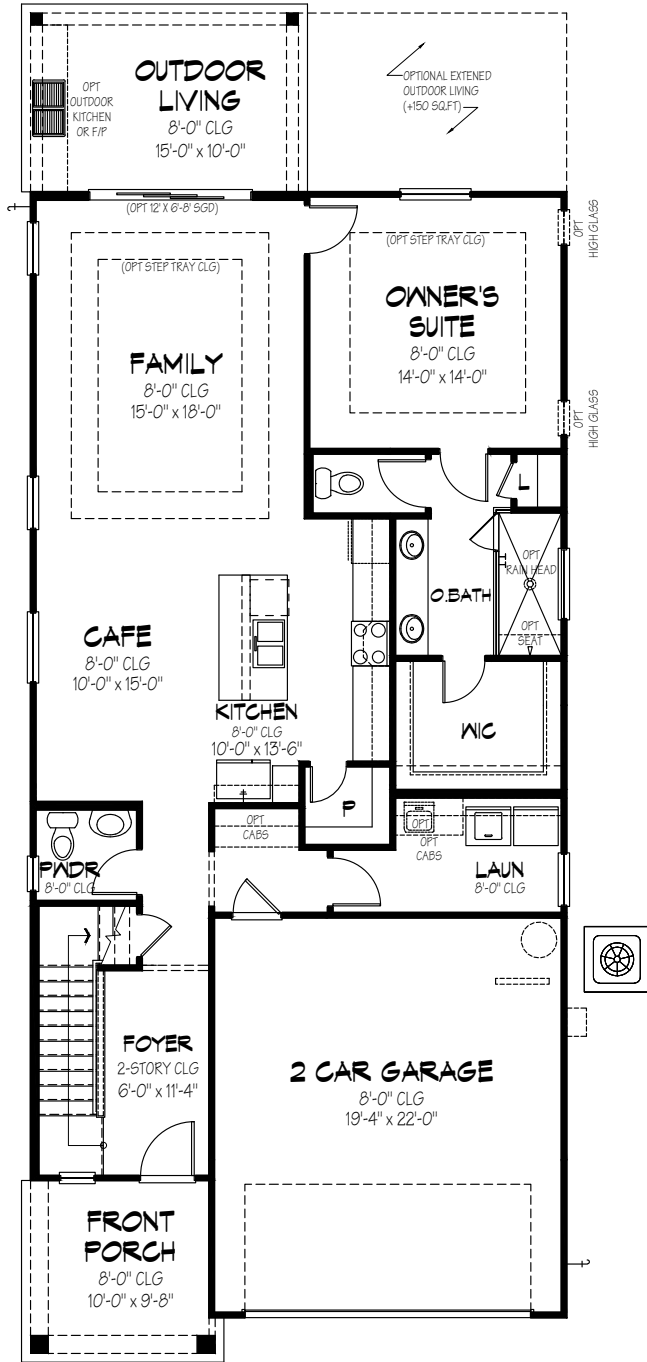 OUTDOOR
LIVING
8'-0" CLG
15'-0" x 10'-0"
OPT
OUTDOOR
KITCHEN
OR F/P
OPTIONAL EXTENED
OUTDOOR LIVING
(+150 SQ.FT)
(OPT 12' X 6'-8' SGD)
(OPT STEP TRAY CLG)
FAMILY
8'-0" CLG
15'-0" x 18'-0"
(OPT STEP TRAY CLG)
OWNER'S
SUITE
8'-0" CLG
14'-0" x 14'-0"
OPT
HIGH GLASS
OPT
HIGH GLASS
L
OPT
RAIN HEAD
O.BATH
OPT
SEAT
CAFE
8'-0" CLG
10'-0" x 15'-0"
KITCHEN
8'-0" CLG
10'-0" x 13'-6"
WIC
P
OPT
CABS
OPT
OPT
CABS
LAUN
8'-0" CLG
PWDR
8'-0" CLG
FOYER
2-STORY CLG
6'-0" x 11'-4"
2 CAR GARAGE
8'-0" CLG
19'-4" x 22'-0"
FRONT
PORCH
8'-0" CLG
10'-0" x 9'-8"